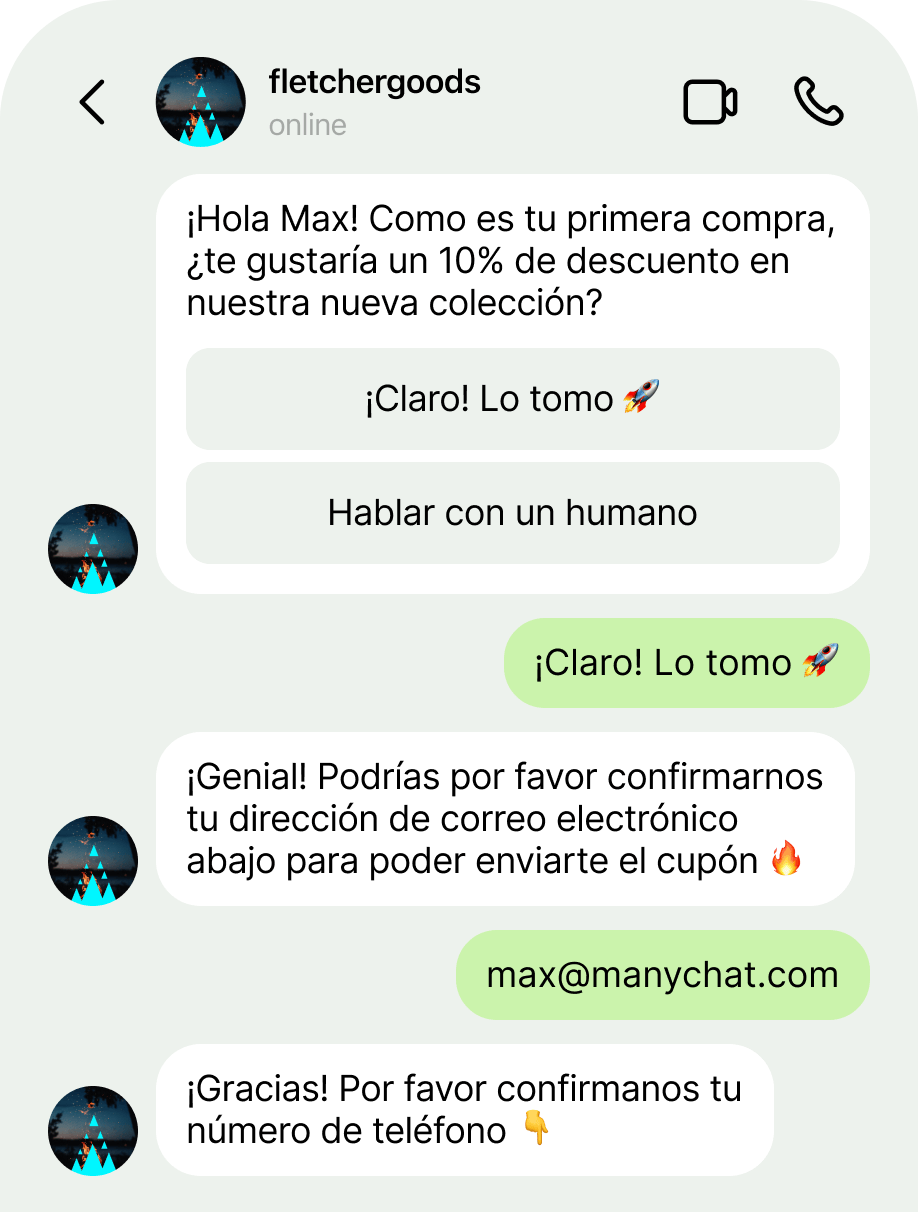 fletchergoods
online
¡Hola Max! Como es tu primera compra,
¿te gustaría un 10% de descuento en
nuestra nueva colección?
¡Claro! Lo tomo 🚀
Hablar con un humano
¡Claro! Lo tomo 🚀
¡Genial! Podrías por favor confirmarnos
tu dirección de correo electrónico
abajo para poder enviarte el cupón 🔥
max@manychat.com
¡Gracias! Por favor confirmanos tu
número de teléfono 👇